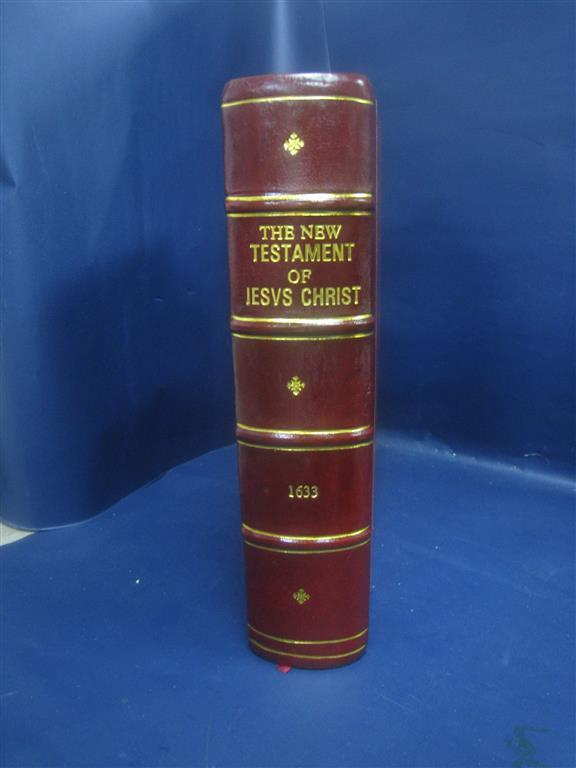 THE NEW
TESTAMENT
OF
IESVS CHRIST
1633